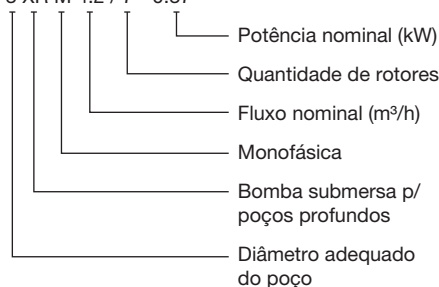 Potência nominal (kW)
Quantidade de rotores
Fluxo nominal (m³/h)
Monofásica
Bomba submersa p/
poços profundos
Diâmetro adequado
do poço